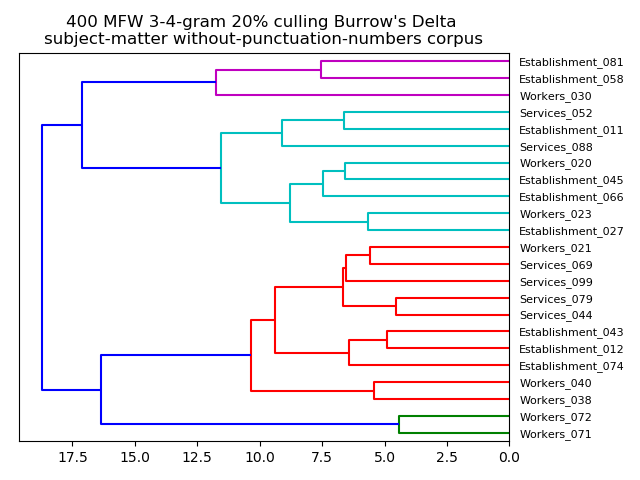 400 MFW 3-4-gram 20% culling Burrow's Delta
subject-matter without-punctuation-numbers corpus
Establishment_081
Establishment_058
Workers_030
Services_052
Establishment_011
Services_088
Workers_020
Establishment_045
Establishment_066
Workers_023
Establishment_027
Workers_021
Services_069
Services_099
Services_079
Services_044
Establishment_043
Establishment_012
Establishment_074
Workers_040
Workers_038
Workers_072
Workers_071
17.5 15.0 12.5 10.0 7.5 5.0 2.5 0.0